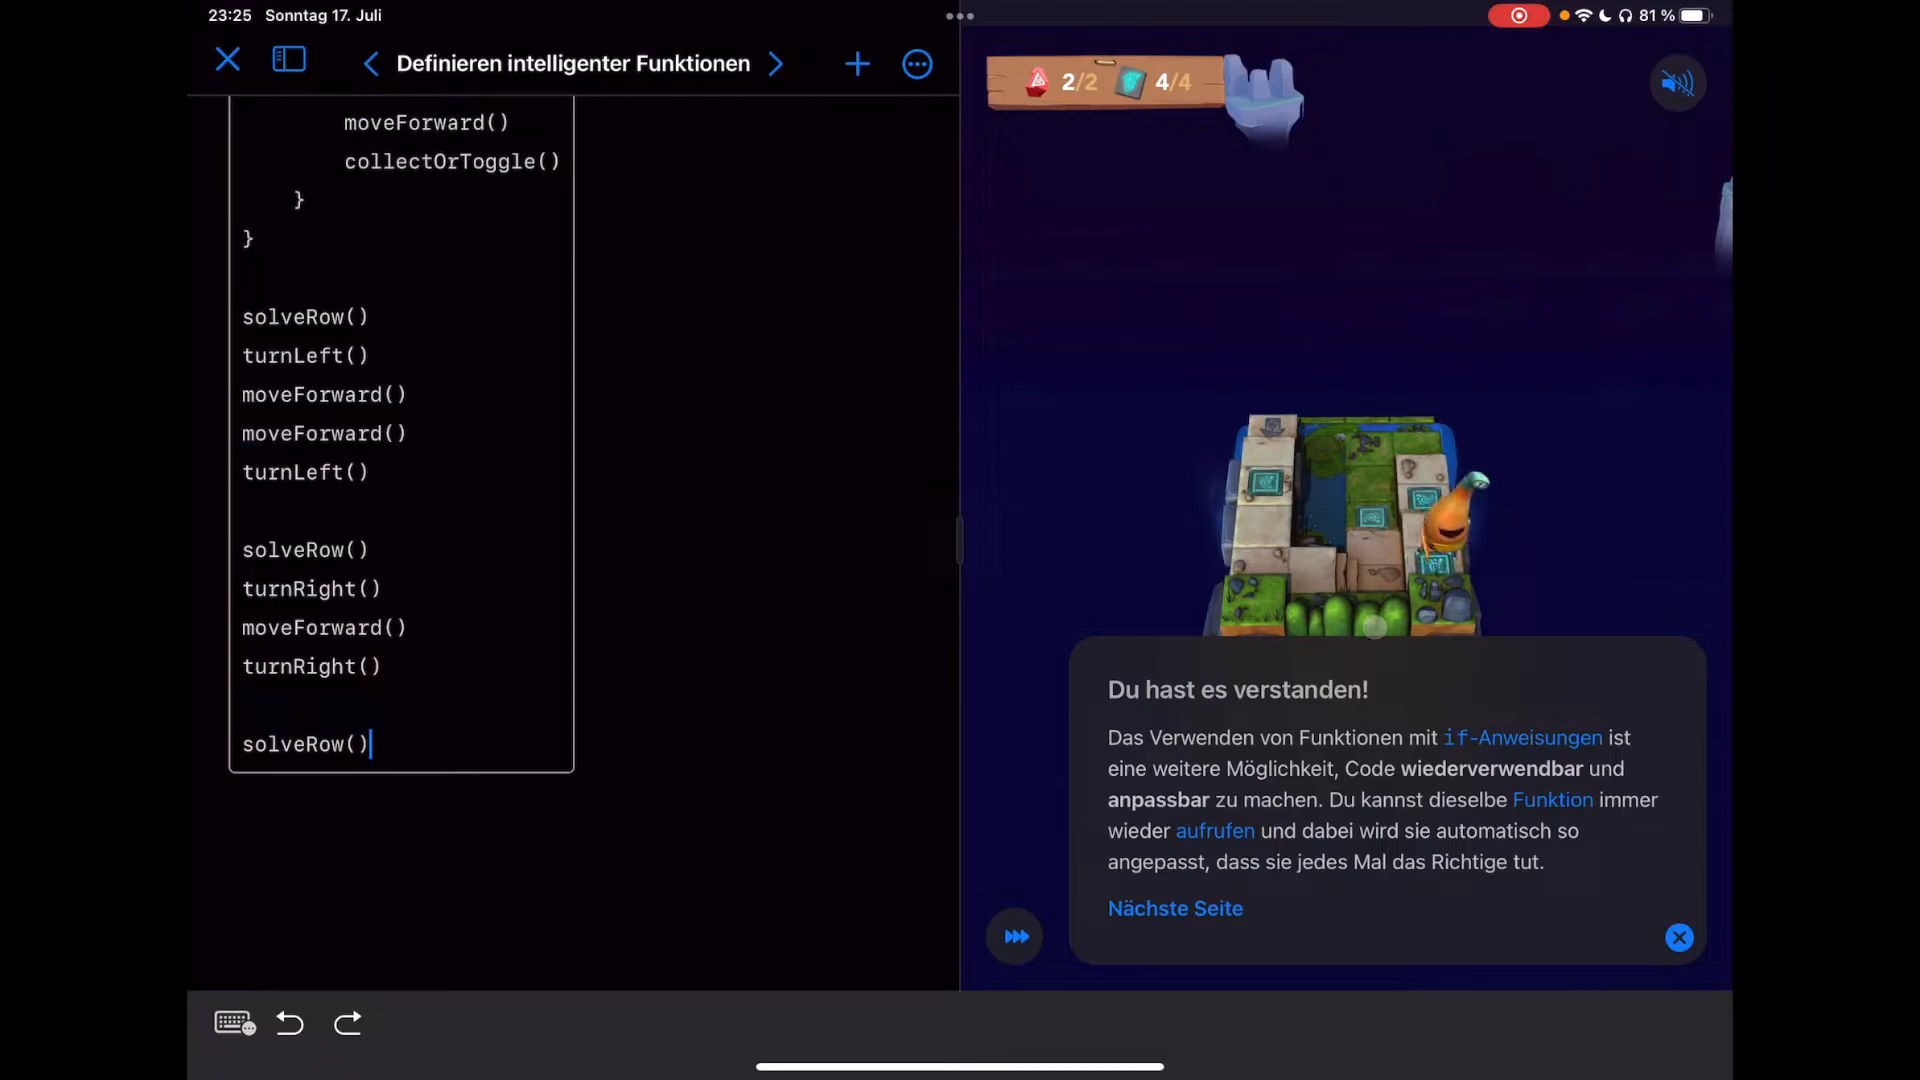 23:25 Sonntag 17. Juli
81 %
Definieren intelligenter Funktionen
moveForward()
collectOrToggle()
}
}
solveRow()
turnLeft()
moveForward()
moveForward()
turnLeft()
solveRow()
turnRight()
moveForward()
turnRight()
solveRow()
2/2 4/4
Du hast es verstanden!
Das Verwenden von Funktionen mit if-Anweisungen ist
eine weitere Möglichkeit, Code wiederverwendbar und
anpassbar zu machen. Du kannst dieselbe Funktion immer
wieder aufrufen und dabei wird sie automatisch so
angepasst, dass sie jedes Mal das Richtige tut.
Nächste Seite